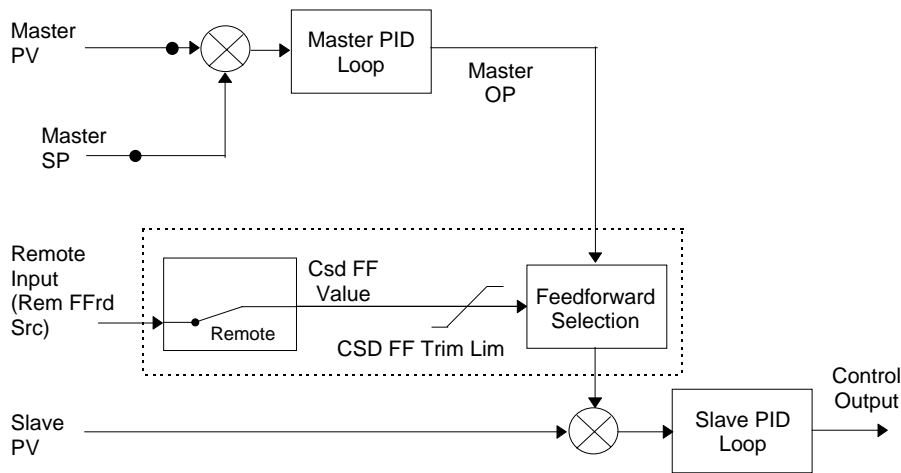 Master
PV
Master PID
Loop
Master
OP
Master
SP
Remote
Input
(Rem FFrd
Src)
Remote
Csd FF
Value
CSD FF Trim Lim
Feedforward
Selection
Slave
PV
Slave PID
Loop
Control
Output